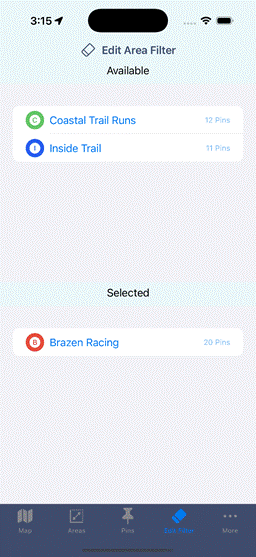 3:15
Edit Area Filter
Available
C Coastal Trail Runs 12 Pins
I Inside Trail 11 Pins
Selected
B Brazen Racing 20 Pins
Map Areas Pins Edit Filter More